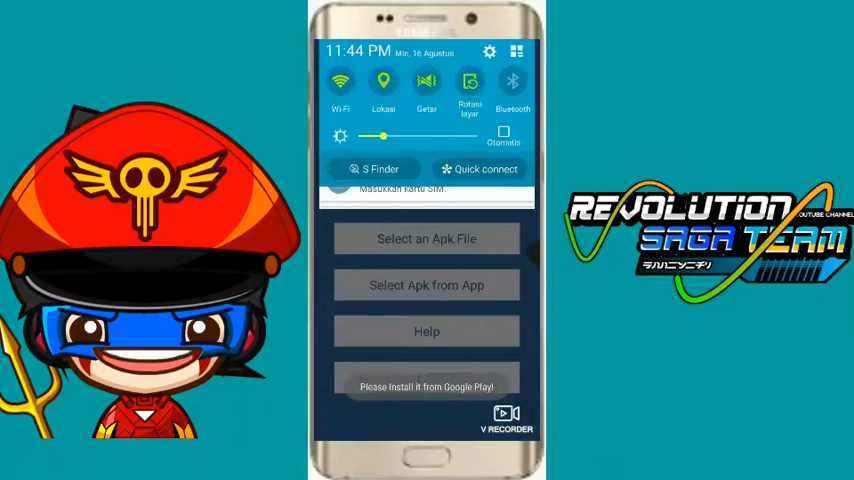 SAMSUNG
11:44 PM Min, 16 Agustus
Wi-Fi
Lokasi
Getar
Rotasi
layar
Bluetooth
Otomatis
S Finder
Quick connect
Masukkan kartu SIM.
Select an Apk File
Select Apk from App
Help
Please Install it from Google Play!
V RECORDER
REVOLUTION
YOUTUBE CHANNEL
SAGA TEAM